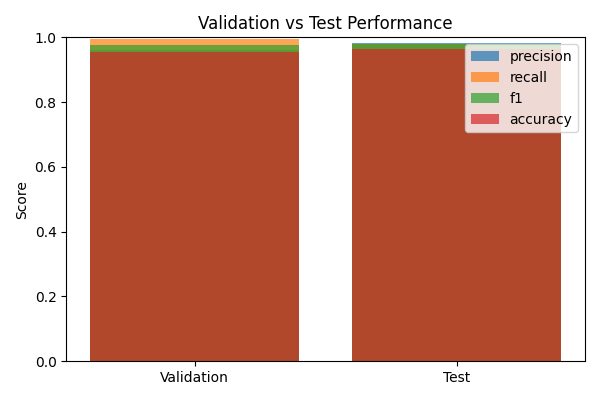 Validation vs Test Performance
1.0
0.8
0.6
0.4
0.2
0.0
Score
precision
recall
f1
accuracy
Validation
Test